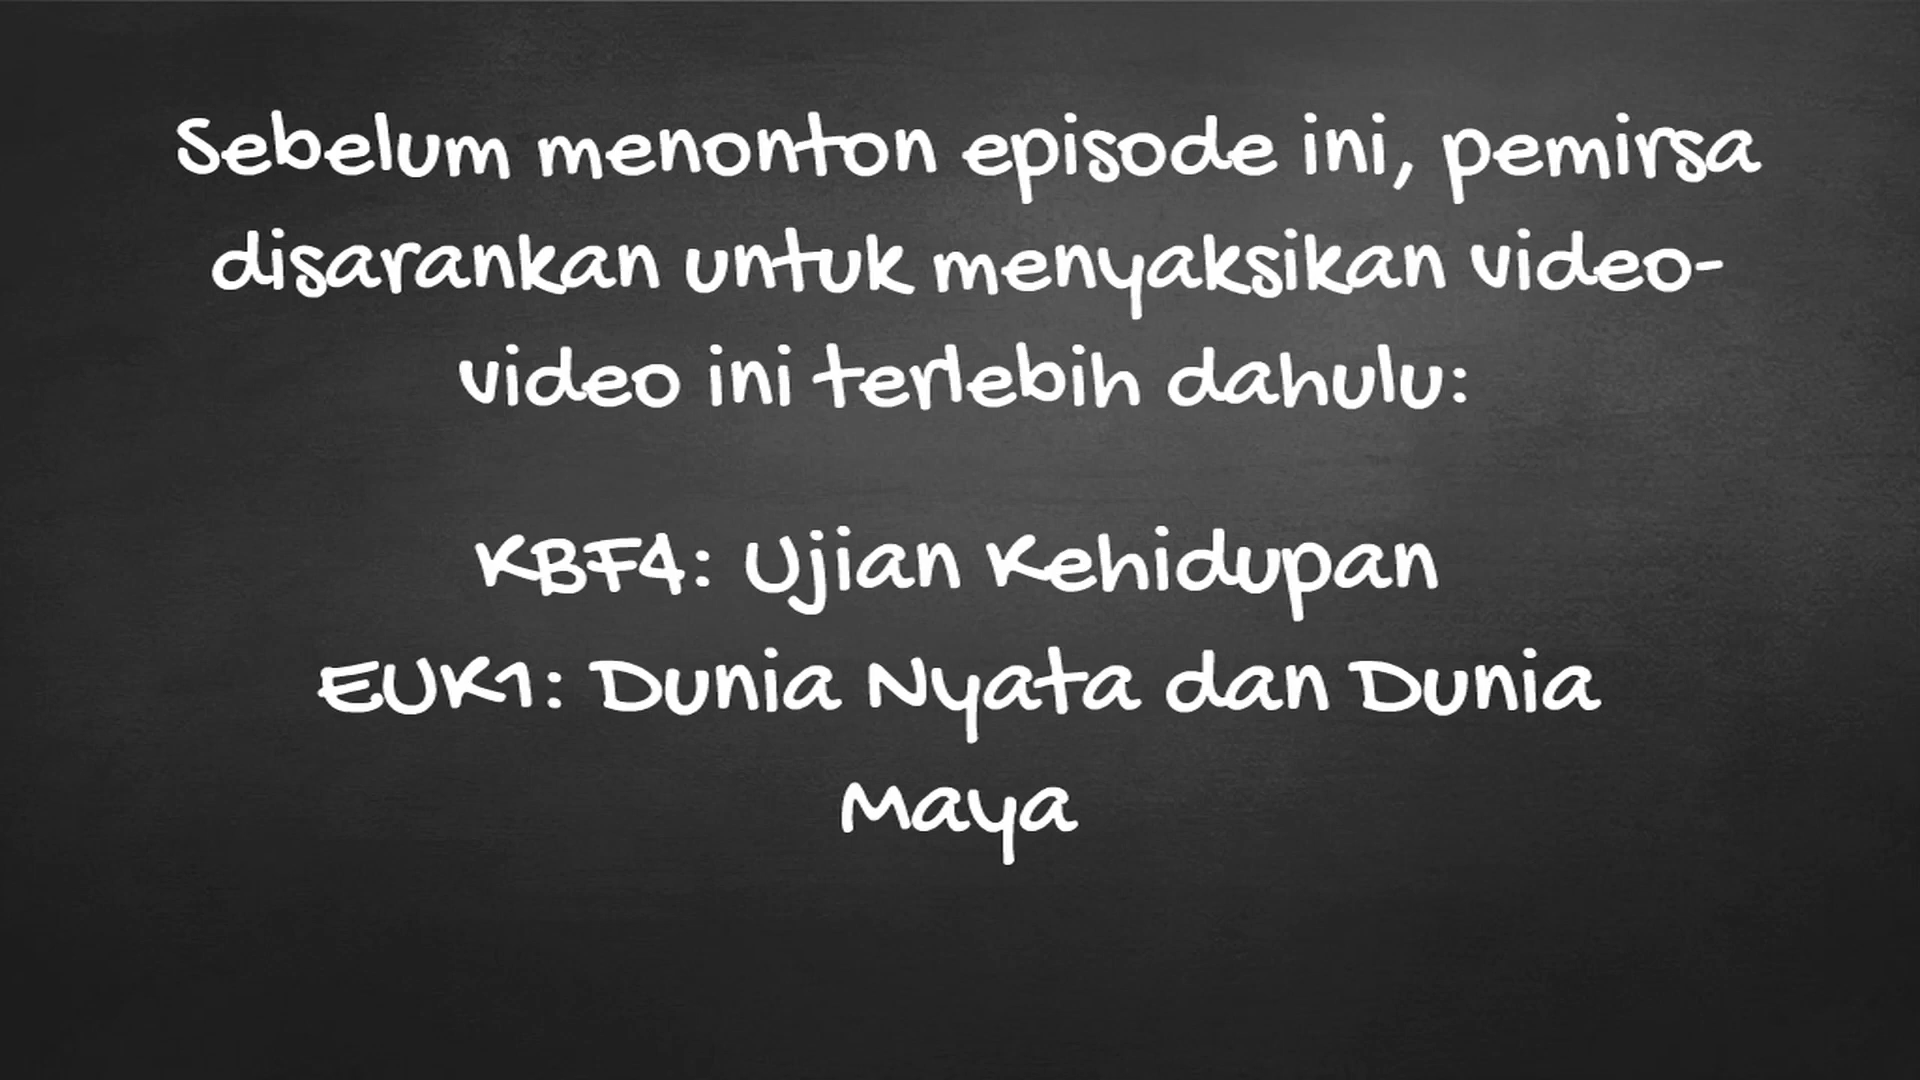 Sebelum menonton episode ini, pemirsa
disarankan untuk menyaksikan video-
video ini terlebih dahulu:
KBF4: Ujian Kehidupan
EUK1: Dunia Nyata dan Dunia
Maya